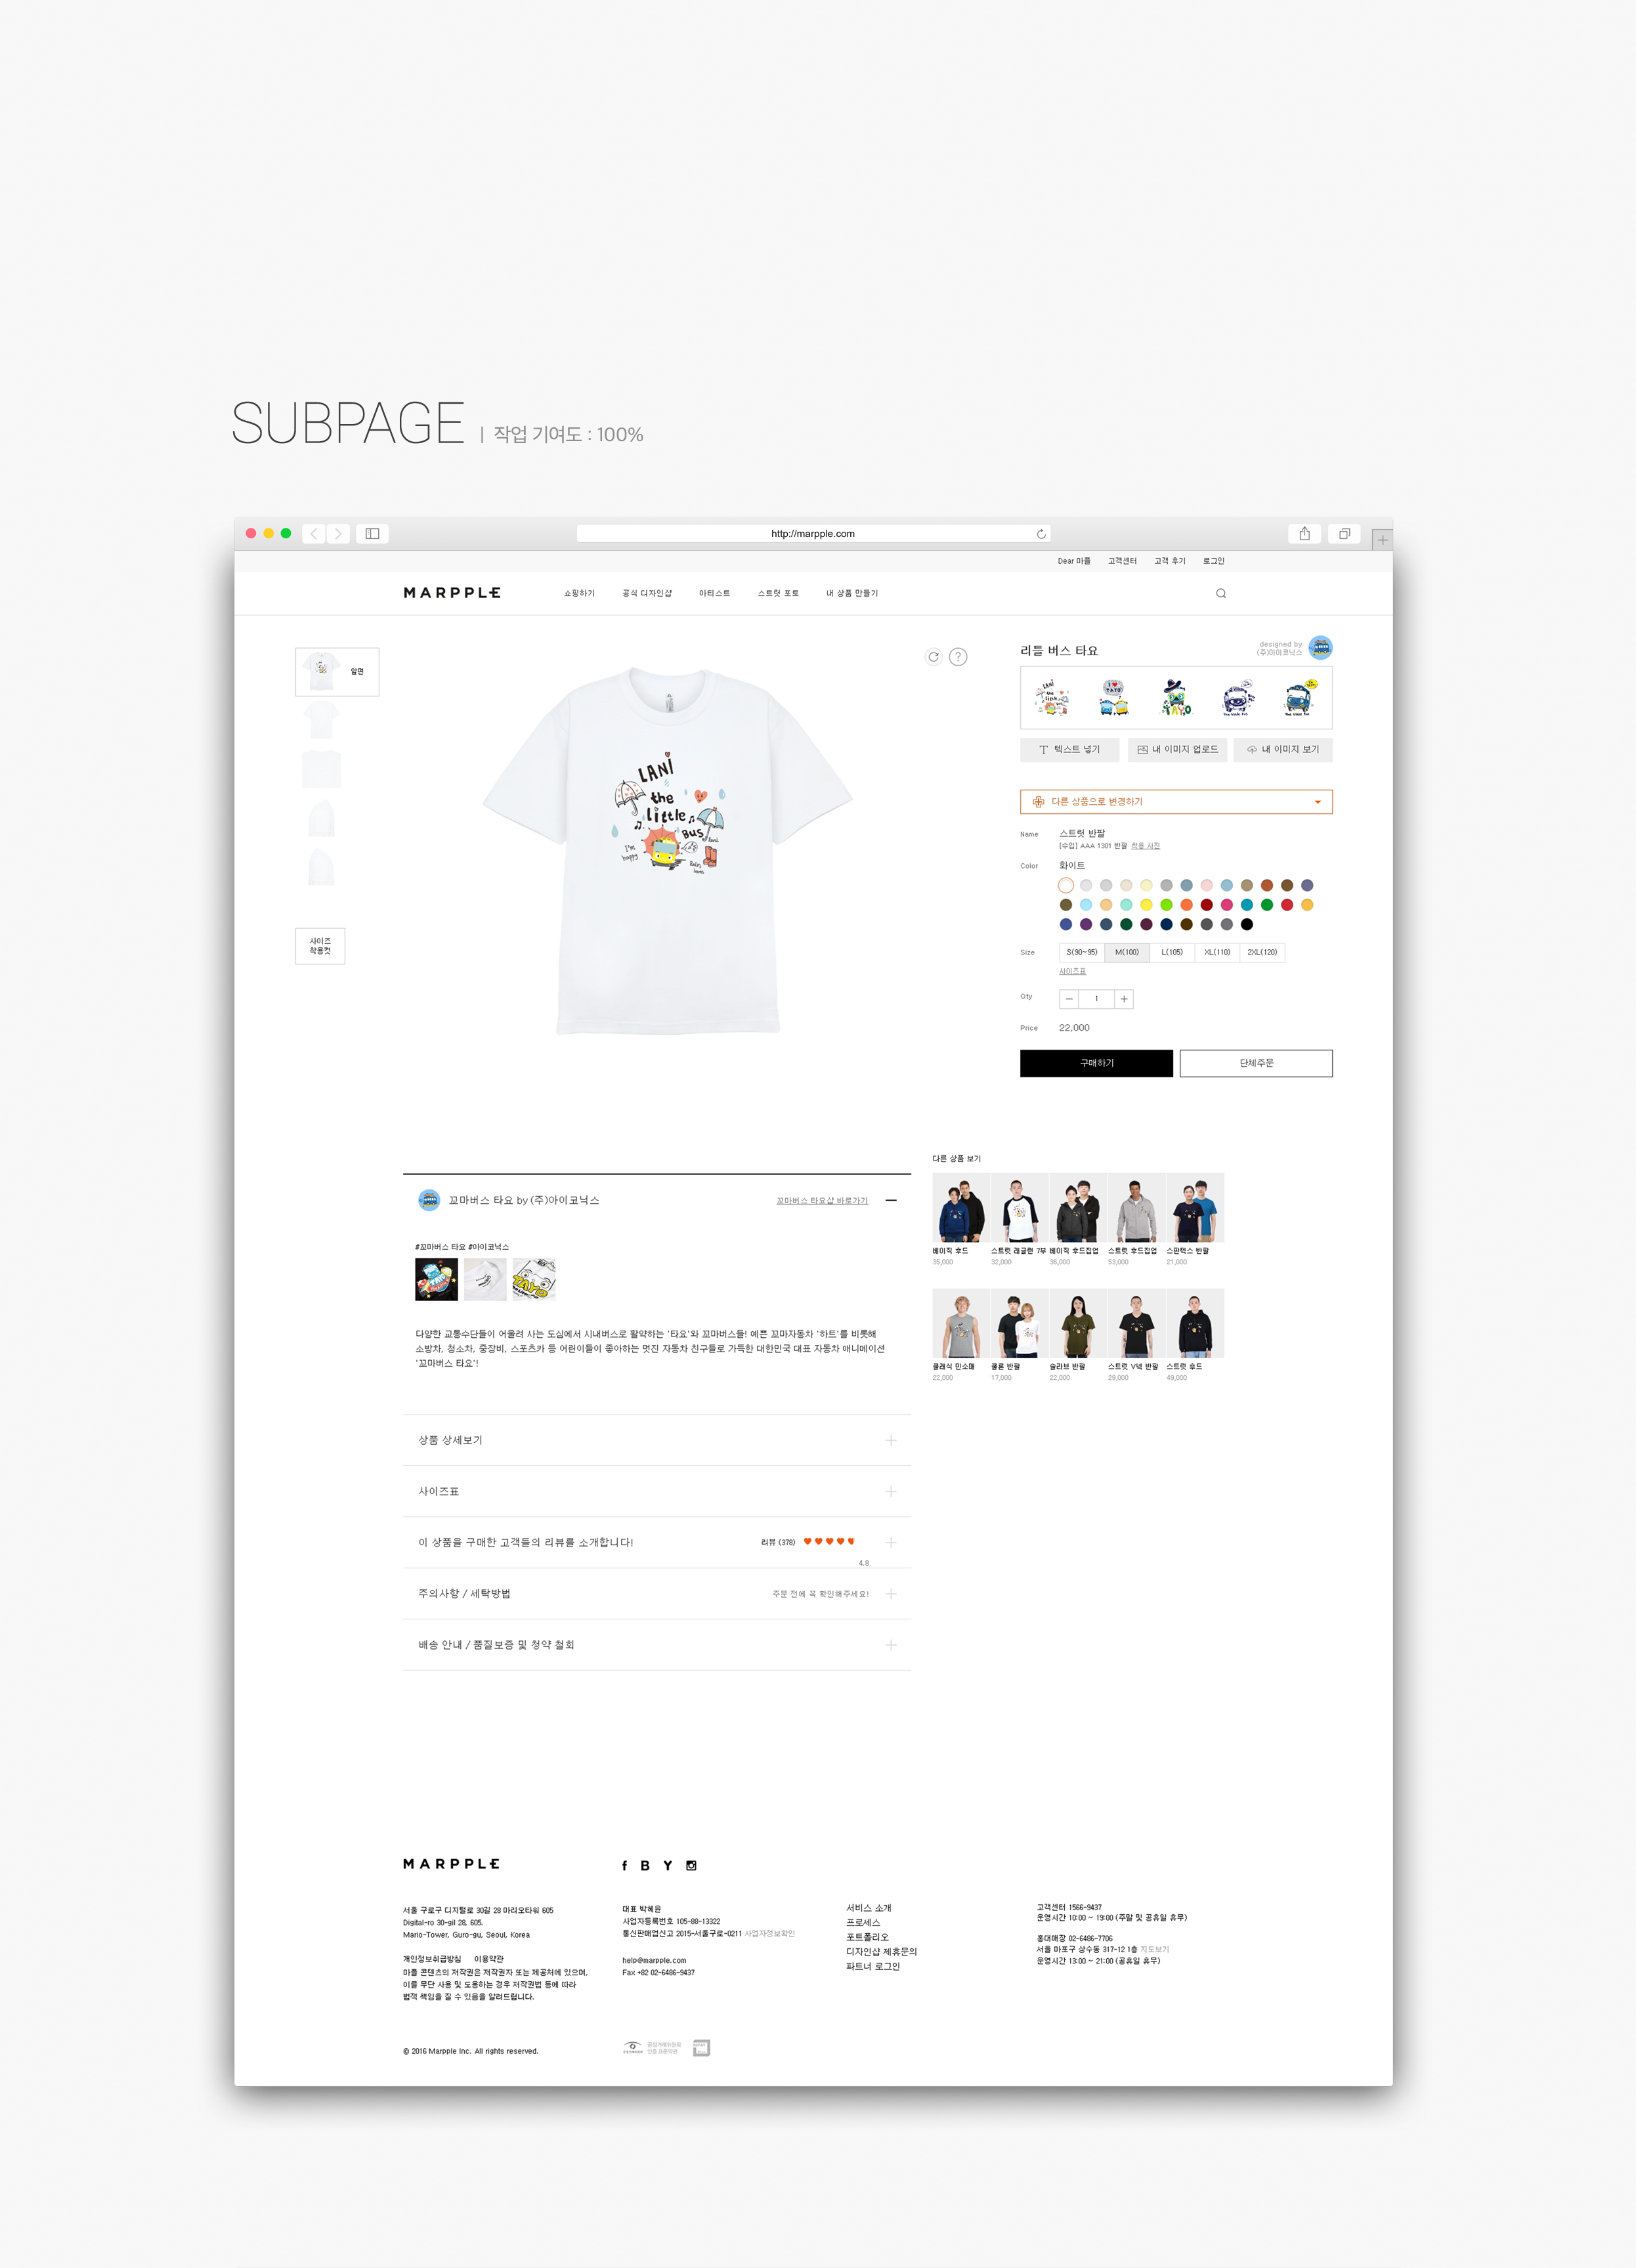 SUBPAGE | 작업 기여도 : 100%
http://marpple.com
Dear 마플 고객센터 고객 후기 로그인
MARPPLE 쇼핑하기 공식 디자인샵 아티스트 스트릿 포토 내 상품 만들기
앞면
사이즈
착용컷
LANI
the
little
Bus
I'm
happy
Rainy
boots
리틀 버스 타요
designed by
(주)아이코닉스
텍스트 넣기 내 이미지 업로드 내 이미지 보기
다른 상품으로 변경하기
Name 스트릿 반팔
[수입] AAA 1301 반팔 착용 사진
Color 화이트
Size S(90~95) M(100) L(105) XL(110) 2XL(120)
사이즈표
Qty 1
Price 22,000
구매하기 단체주문
꼬마버스 타요 by (주)아이코닉스 꼬마버스 타요샵 바로가기
#꼬마버스 타요 #아이코닉스
TAYO
다양한 교통수단들이 어울려 사는 도심에서 시내버스로 활약하는 '타요'와 꼬마버스들! 예쁜 꼬마자동차 '하트'를 비롯해
소방차, 청소차, 중장비, 스포츠카 등 어린이들이 좋아하는 멋진 자동차 친구들로 가득한 대한민국 대표 자동차 애니메이션
'꼬마버스 타요'!
상품 상세보기
사이즈표
이 상품을 구매한 고객들의 리뷰를 소개합니다! 리뷰 (378)
4.8
주의사항 / 세탁방법 주문 전에 꼭 확인해주세요!
배송 안내 / 품질보증 및 청약 철회
다른 상품 보기
베이직 후드 스트릿 래글런 7부 베이직 후드집업 스트릿 후드집업 스판텍스 반팔
35,000 32,000 36,000 53,000 21,000
클래식 민소매 쿨론 반팔 슬라브 반팔 스트릿 V넥 반팔 스트릿 후드
22,000 17,000 22,000 29,000 49,000
MARPPLE
서울 구로구 디지털로 30길 28 마리오타워 605
Digital-ro 30-gil 28, 605,
Mario-Tower, Guro-gu, Seoul, Korea
개인정보취급방침 이용약관
마플 콘텐츠의 저작권은 저작권자 또는 제공처에 있으며,
이를 무단 사용 및 도용하는 경우 저작권법 등에 따라
법적 책임을 질 수 있음을 알려드립니다.
© 2016 Marpple Inc. All rights reserved.
대표 박혜윤
사업자등록번호 105-88-13322
통신판매업신고 2015-서울구로-0211 사업자정보확인
help@marpple.com
Fax +82 02-6486-9437
서비스 소개
프로세스
포트폴리오
디자인샵 제휴문의
파트너 로그인
고객센터 1566-9437
운영시간 10:00 ~ 19:00 (주말 및 공휴일 휴무)
홍대매장 02-6486-7706
서울 마포구 상수동 317-12 1층 지도보기
운영시간 13:00 ~ 21:00 (공휴일 휴무)